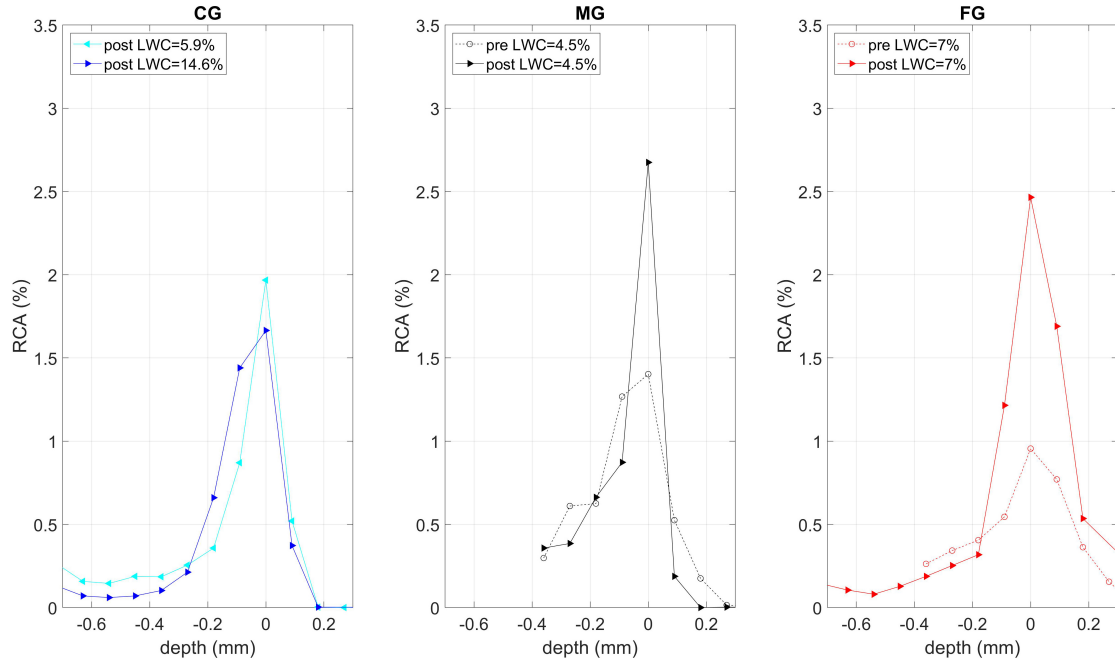 CG
post LWC=5.9%
post LWC=14.6%
3.5
3
2.5
2
1.5
1
0.5
0
RCA (%)
-0.6
-0.4
-0.2
0
0.2
depth (mm)
MG
pre LWC=4.5%
post LWC=4.5%
3.5
3
2.5
2
1.5
1
0.5
0
RCA (%)
-0.6
-0.4
-0.2
0
0.2
depth (mm)
FG
pre LWC=7%
post LWC=7%
3.5
3
2.5
2
1.5
1
0.5
0
RCA (%)
-0.6
-0.4
-0.2
0
0.2
depth (mm)